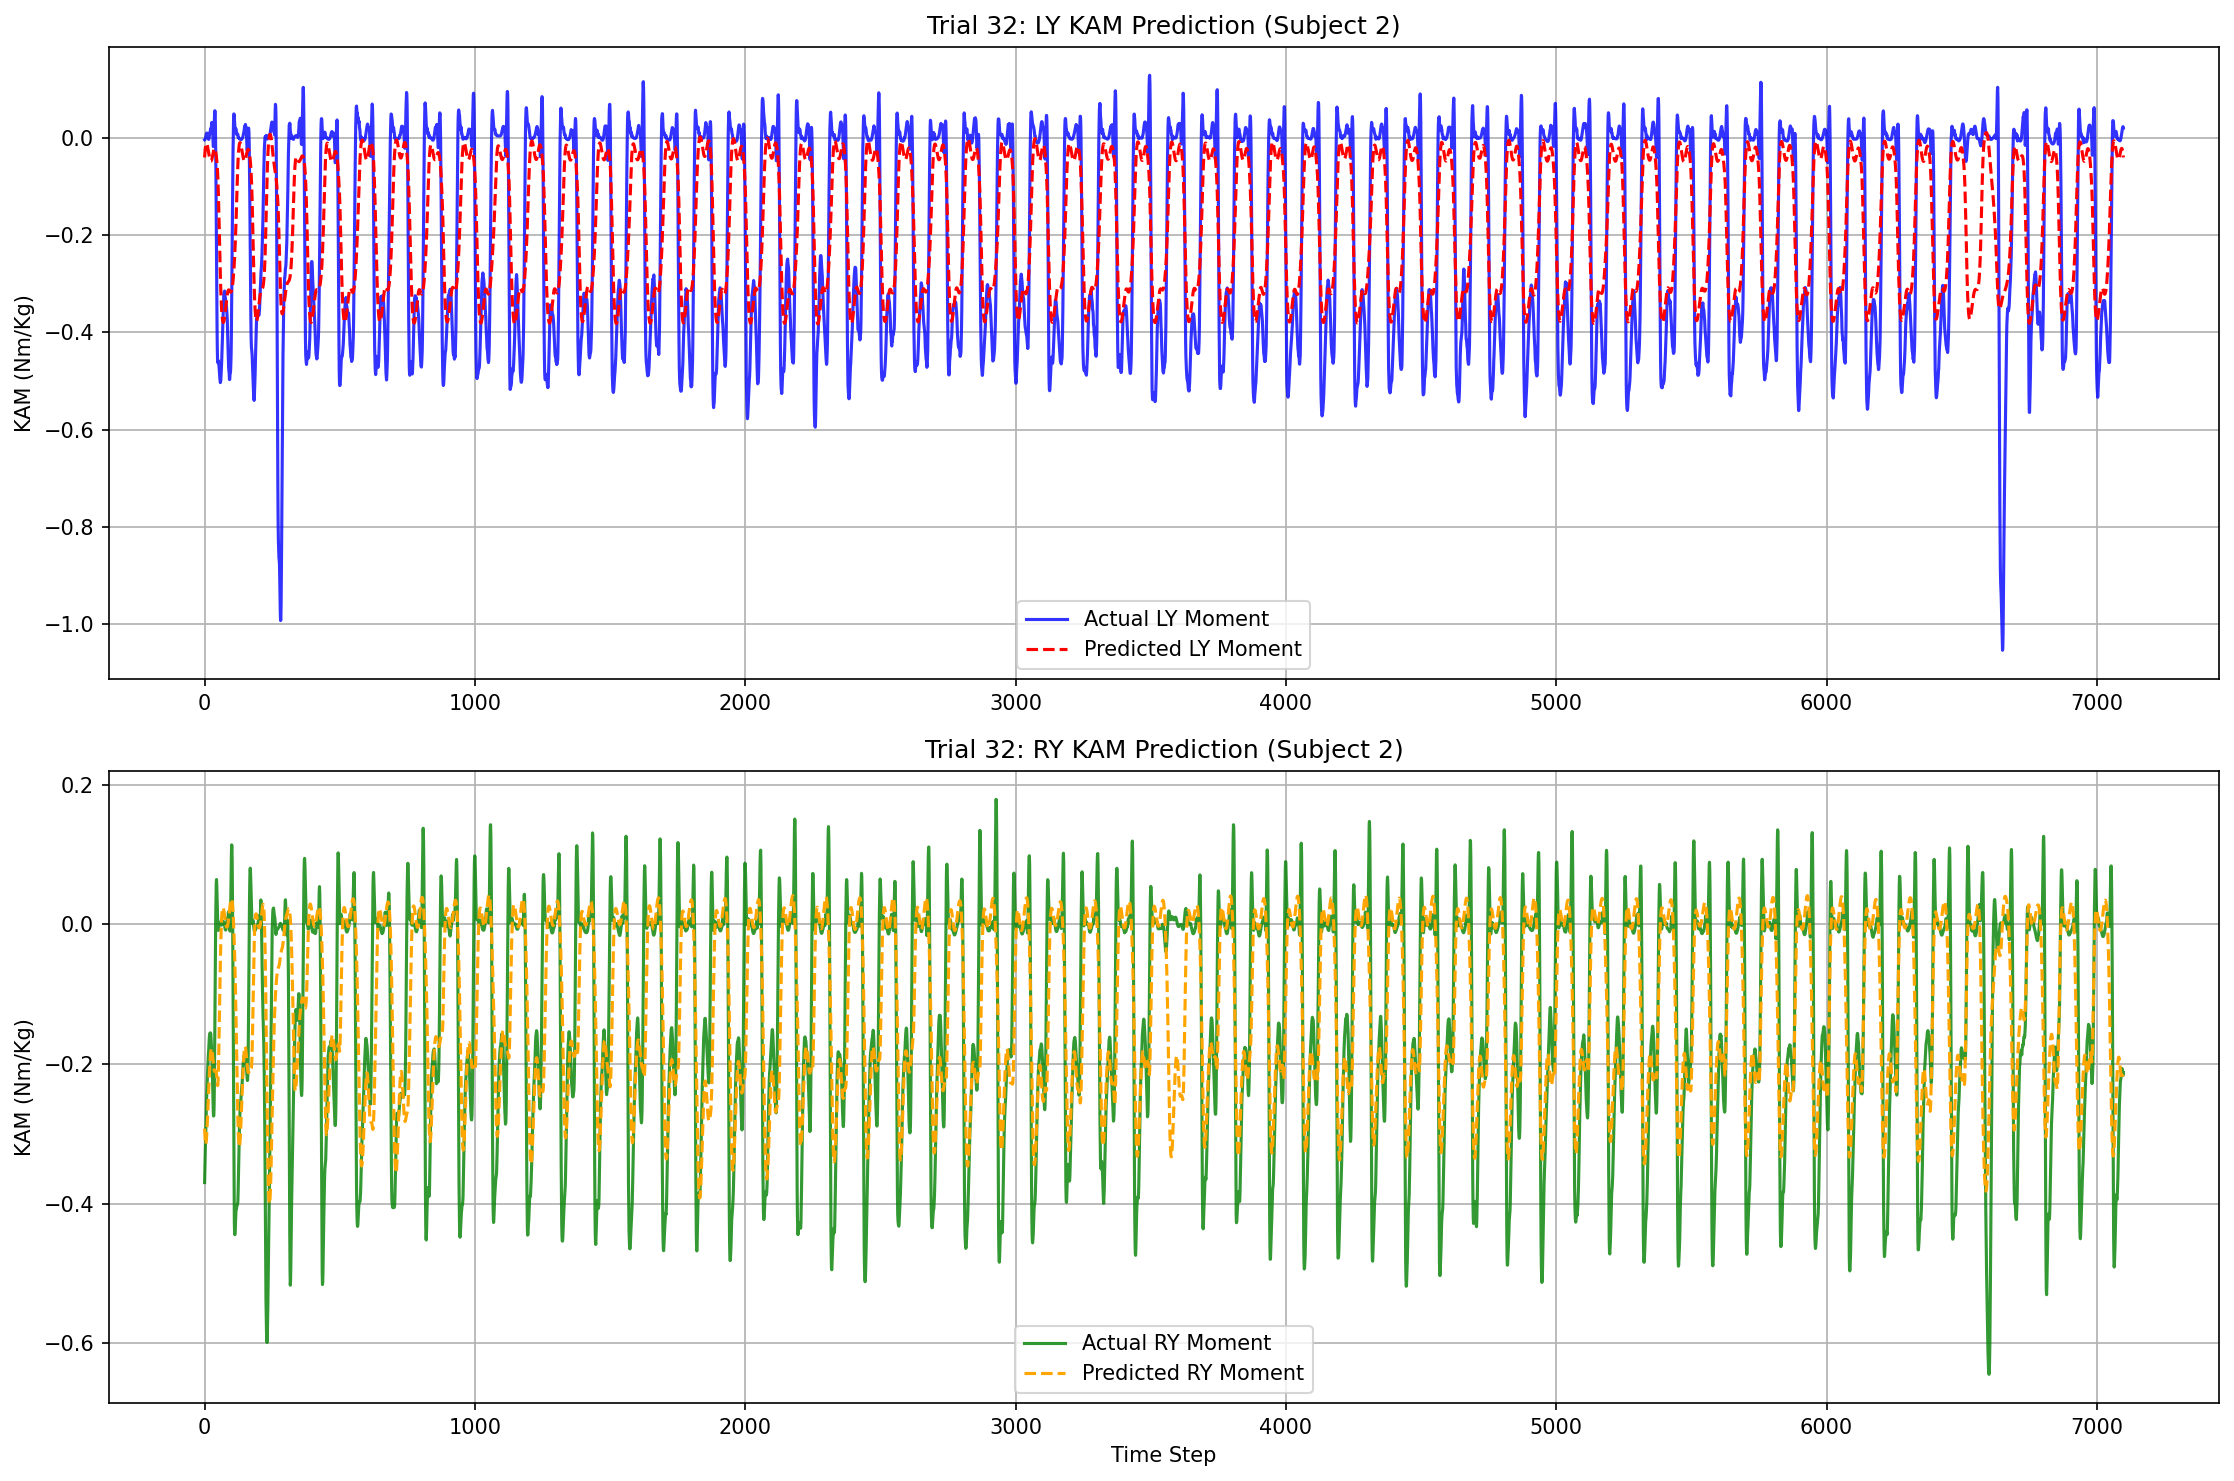 Trial 32: LY KAM Prediction (Subject 2)
KAM (Nm/Kg)
0.0
−0.2
−0.4
−0.6
−0.8
−1.0
Actual LY Moment
Predicted LY Moment
0 1000 2000 3000 4000 5000 6000 7000
Trial 32: RY KAM Prediction (Subject 2)
KAM (Nm/Kg)
0.2
0.0
−0.2
−0.4
−0.6
Actual RY Moment
Predicted RY Moment
0 1000 2000 3000 4000 5000 6000 7000
Time Step